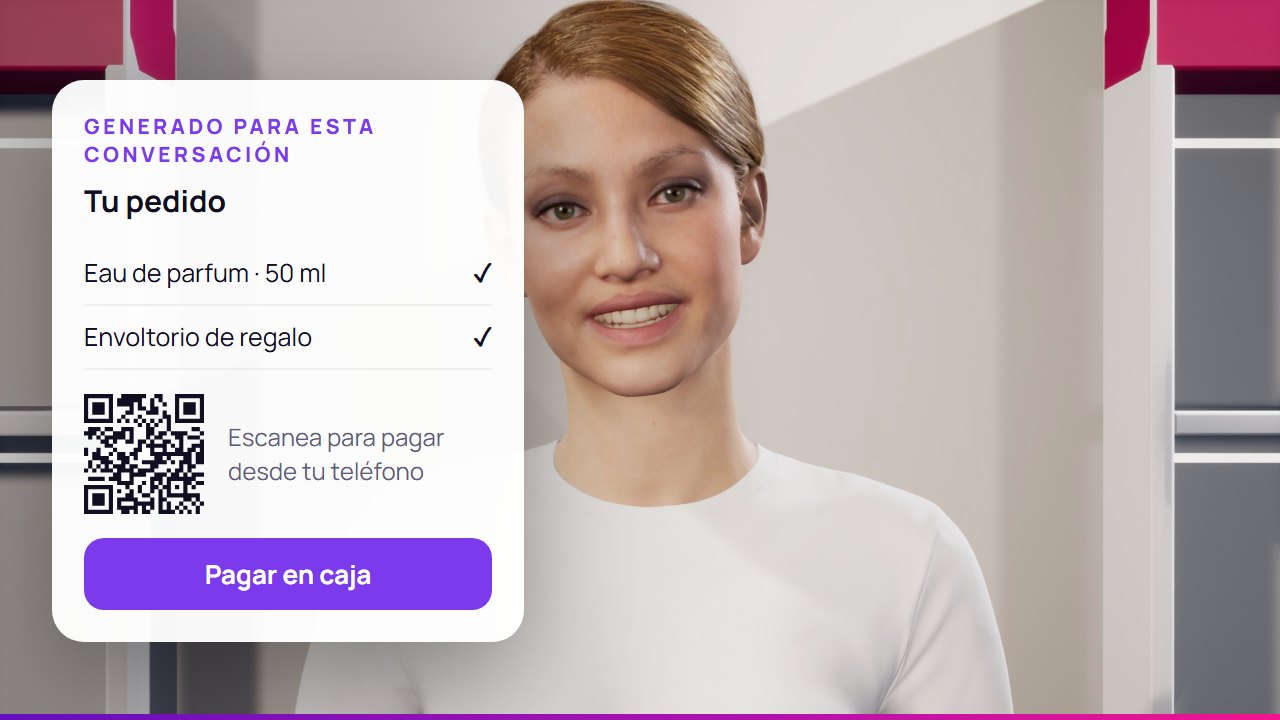 GENERADO PARA ESTA
CONVERSACIÓN
Tu pedido
Eau de parfum · 50 ml ✓
Envoltorio de regalo ✓
Escanea para pagar
desde tu teléfono
Pagar en caja